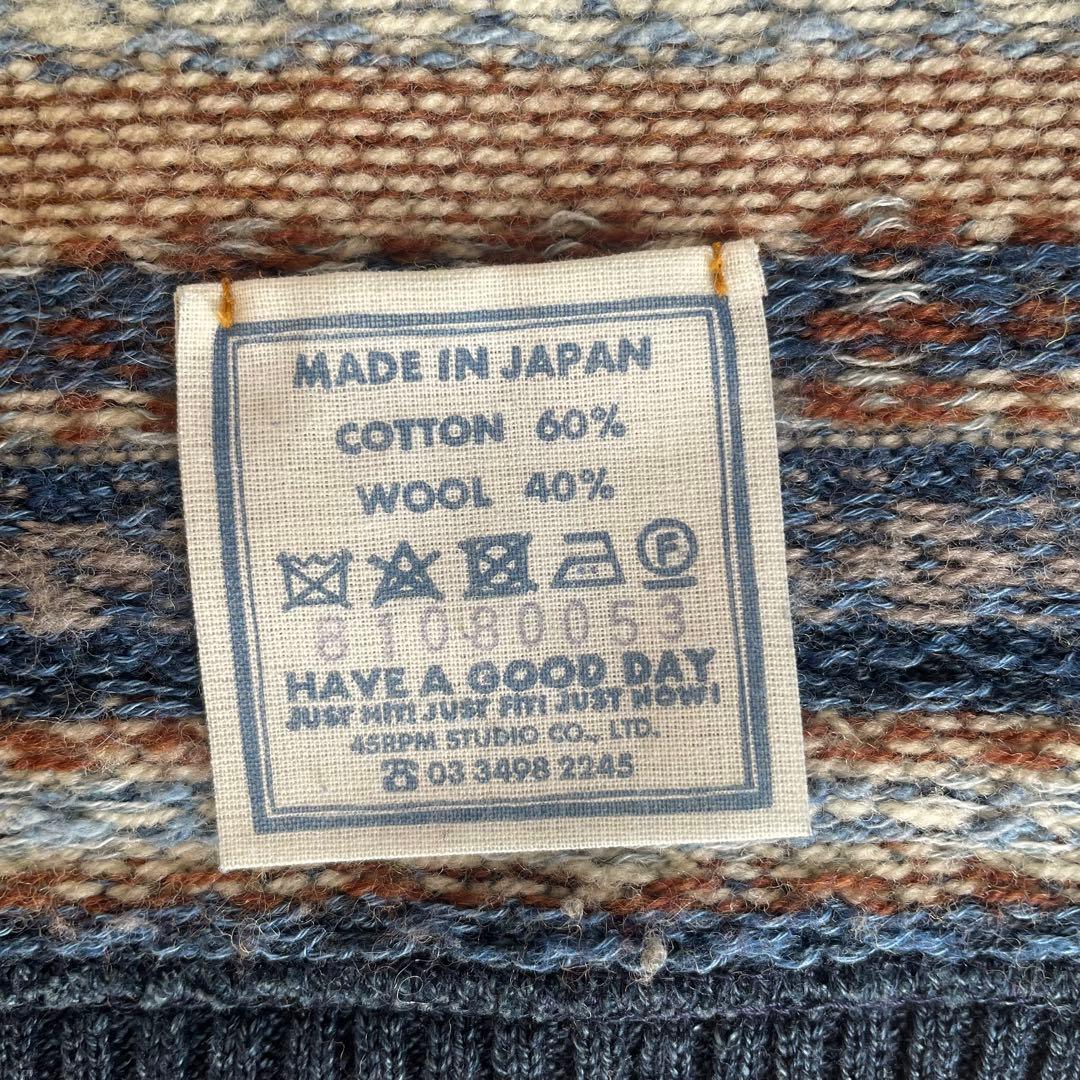 MADE IN JAPAN
COTTON 60%
WOOL 40%
F
81080053
HAVE A GOOD DAY
JUST HIT! JUST FIT! JUST NOW!
45RPM STUDIO CO., LTD.
☎ 03 3498 2245